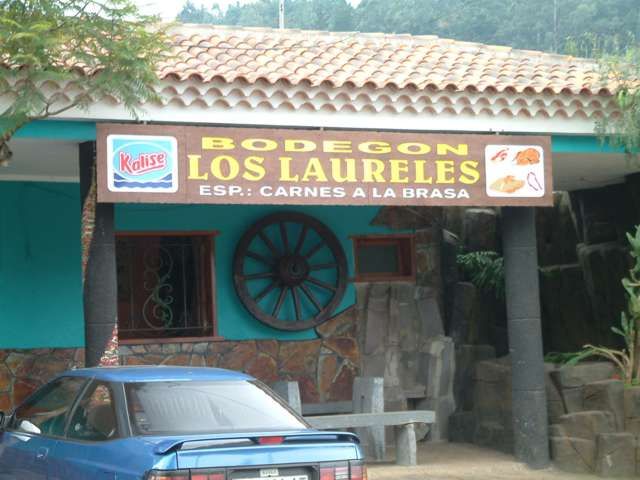 Kalise
BODEGON
LOS LAURELES
ESP.: CARNES A LA BRASA